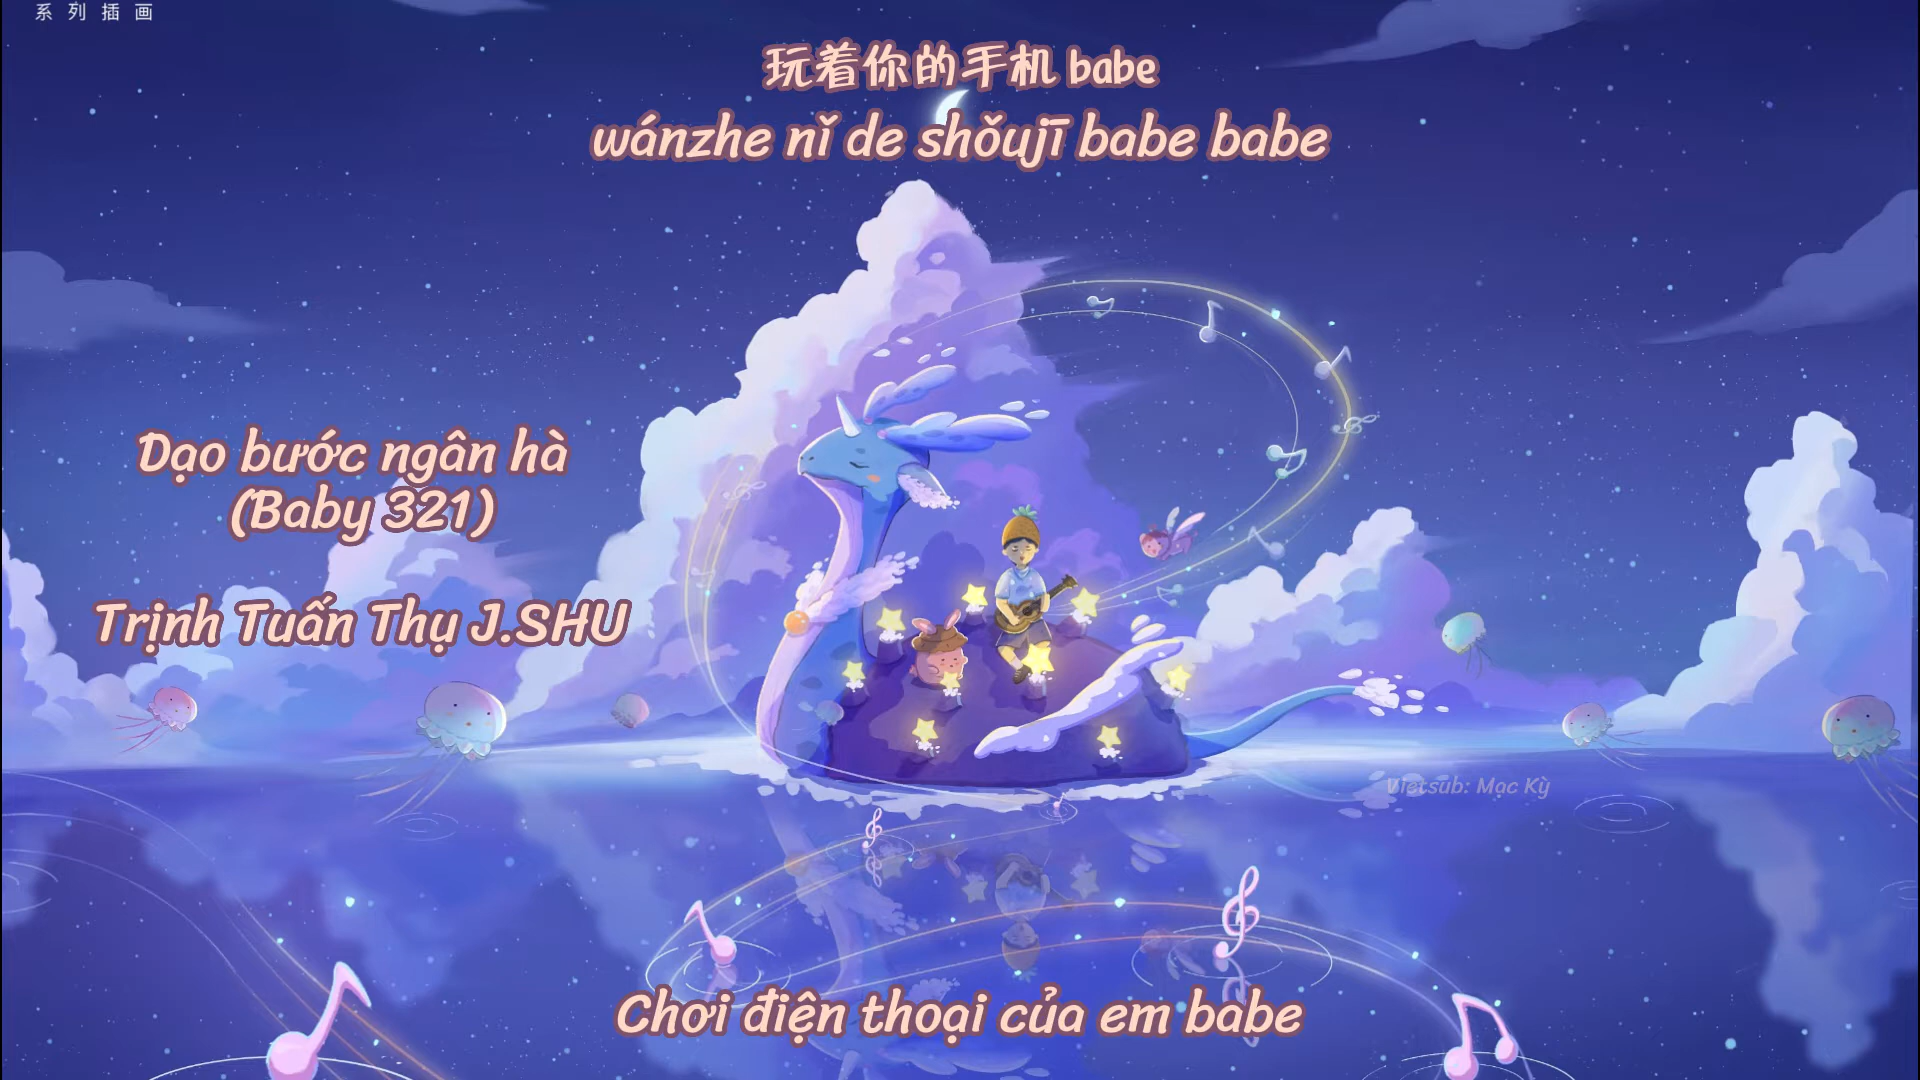 系列插画
玩着你的手机 babe
wánzhe nǐ de shǒujī babe babe
Dạo bước ngân hà
(Baby 321)
Trịnh Tuấn Thụ J.SHU
Vietsub: Mạc Kỳ
Chơi điện thoại của em babe